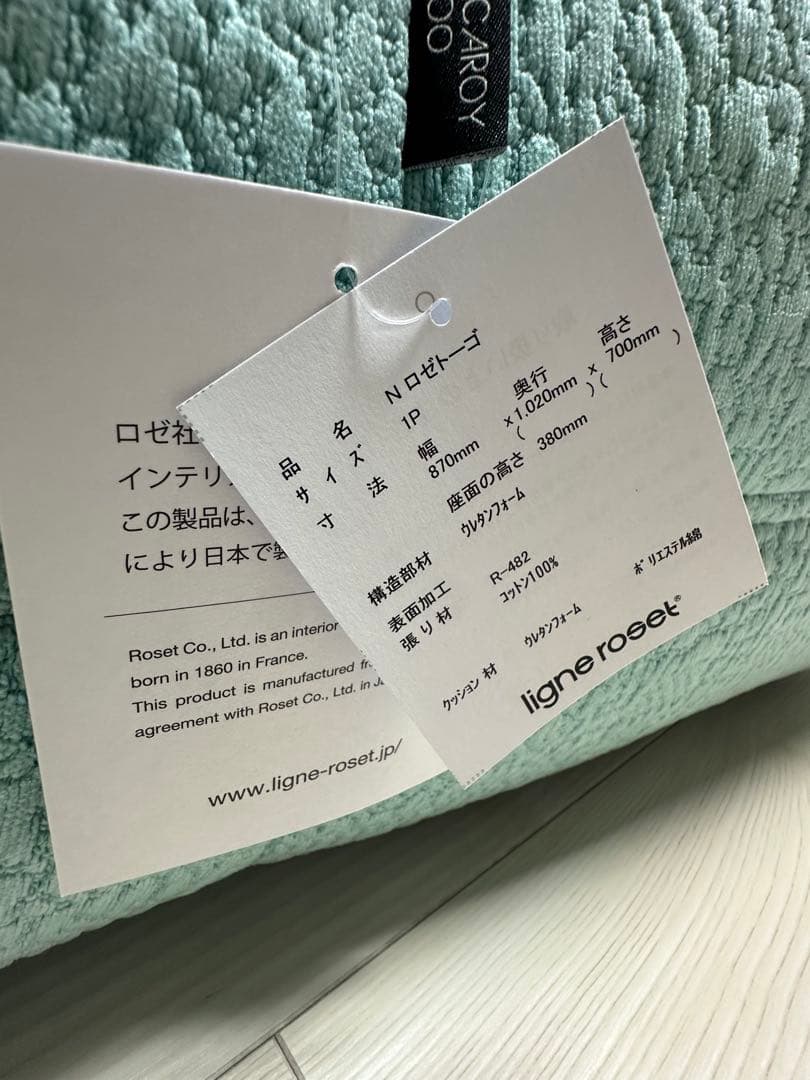 CAROY
OO
品名 N ロゼトーゴ
サイズ 1P
寸法 幅 奥行 高さ
870mm ×1.020mm × 700mm
( )( )
座面の高さ 380mm
構造部材 ウレタンフォーム
表面加工 R-482
張り材 コットン100%
クッション材 ウレタンフォーム ポリエステル綿
ligne roset®
ロゼ社
インテリ
この製品は、
により日本で製
Roset Co., Ltd. is an interior
born in 1860 in France.
This product is manufactured
agreement with Roset Co., Ltd. in
www.ligne-roset.jp/